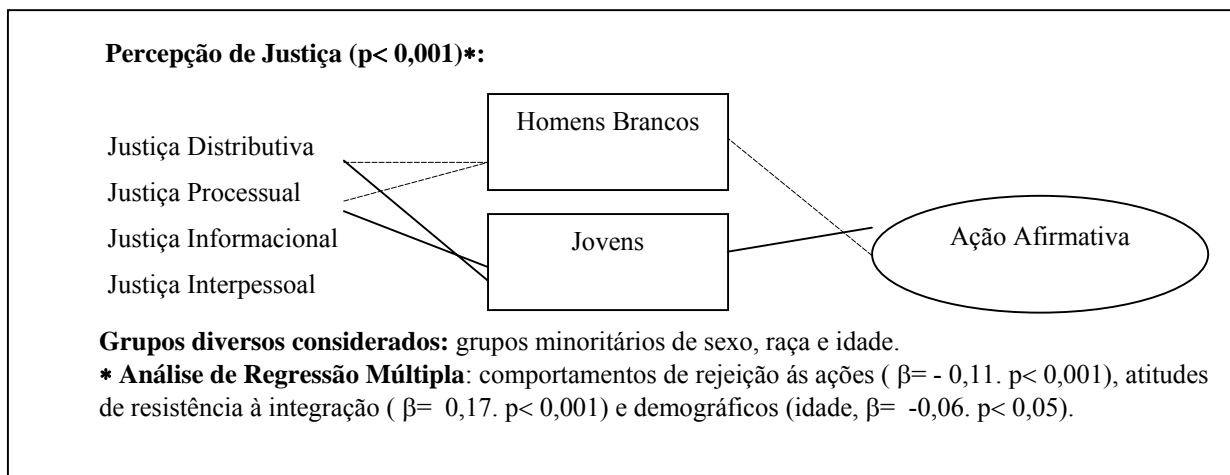 Percepção de Justiça (p< 0,001)*:
Homens Brancos
Justiça Distributiva
Justiça Processual
Justiça Informacional
Justiça Interpessoal
Jovens
Ação Afirmativa
Grupos diversos considerados: grupos minoritários de sexo, raça e idade.
* Análise de Regressão Múltipla: comportamentos de rejeição ás ações ( β= - 0,11. p< 0,001), atitudes
de resistência à integração ( β= 0,17. p< 0,001) e demográficos (idade, β= -0,06. p< 0,05).